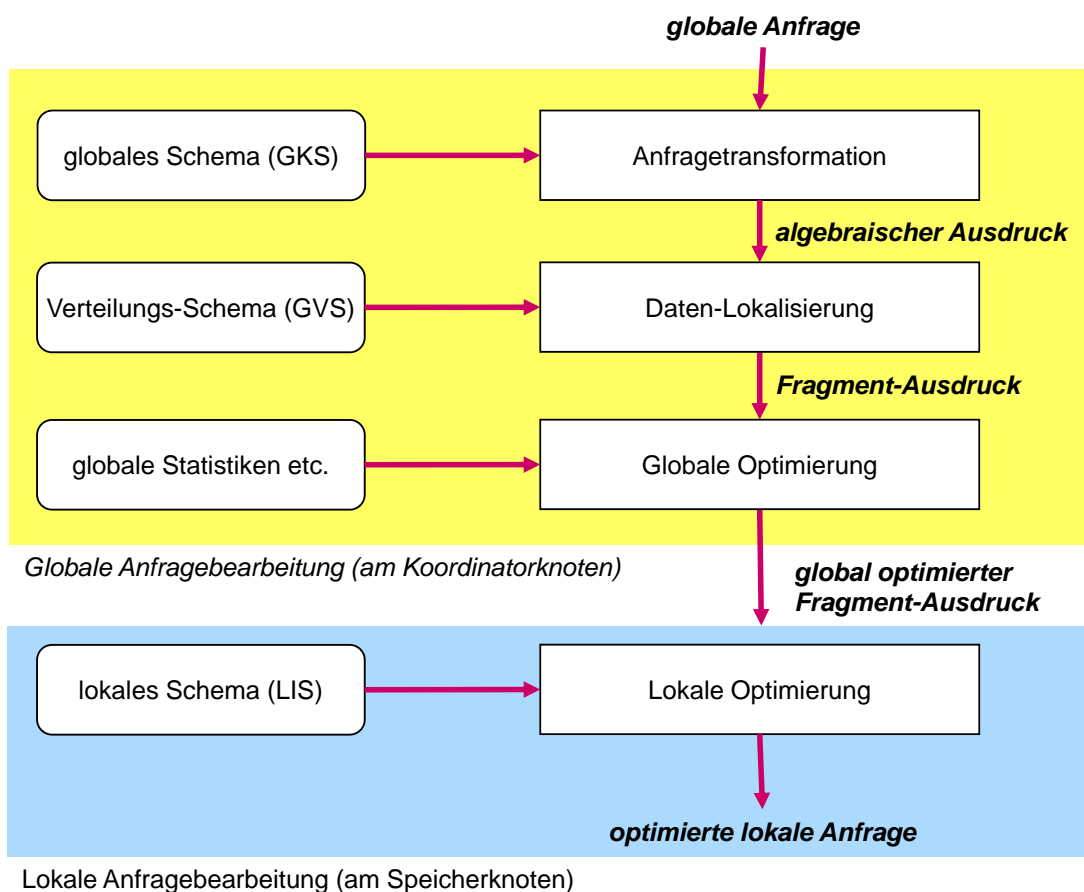 globale Anfrage
globales Schema (GKS)
Anfragetransformation
algebraischer Ausdruck
Verteilungs-Schema (GVS)
Daten-Lokalisierung
Fragment-Ausdruck
globale Statistiken etc.
Globale Optimierung
Globale Anfragebearbeitung (am Koordinatorknoten)
global optimierter
Fragment-Ausdruck
lokales Schema (LIS)
Lokale Optimierung
optimierte lokale Anfrage
Lokale Anfragebearbeitung (am Speicherknoten)